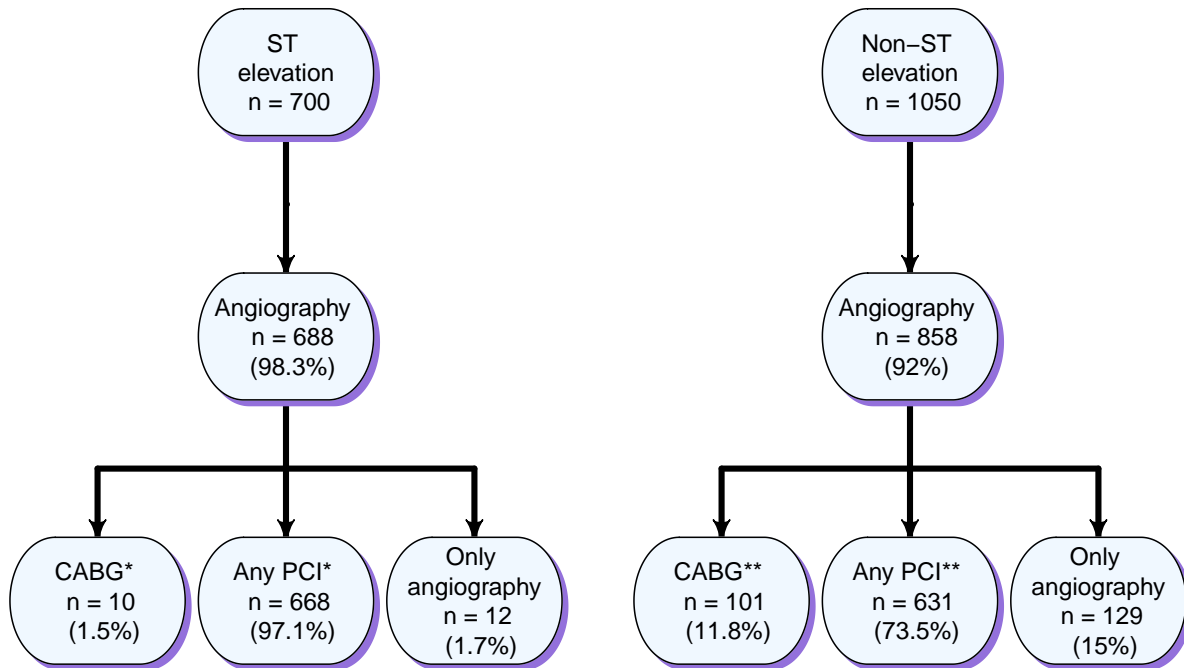 ST
elevation
n = 700
Non−ST
elevation
n = 1050
Angiography
n = 688
(98.3%)
Angiography
n = 858
(92%)
CABG*
n = 10
(1.5%)
Any PCI*
n = 668
(97.1%)
Only
angiography
n = 12
(1.7%)
CABG**
n = 101
(11.8%)
Any PCI**
n = 631
(73.5%)
Only
angiography
n = 129
(15%)